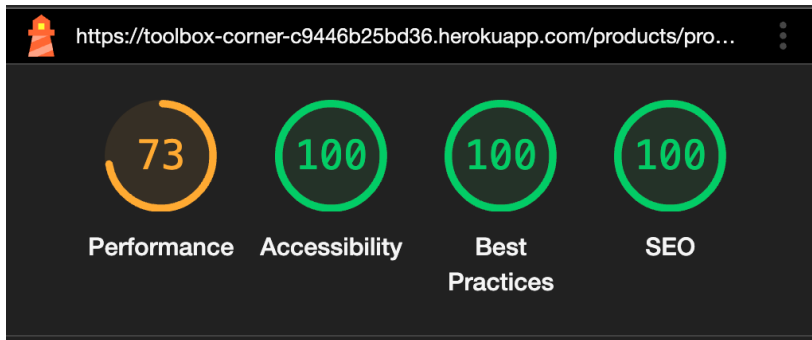 https://toolbox-corner-c9446b25bd36.herokuapp.com/products/pro...
73
100
100
100
Performance
Accessibility
Best
Practices
SEO